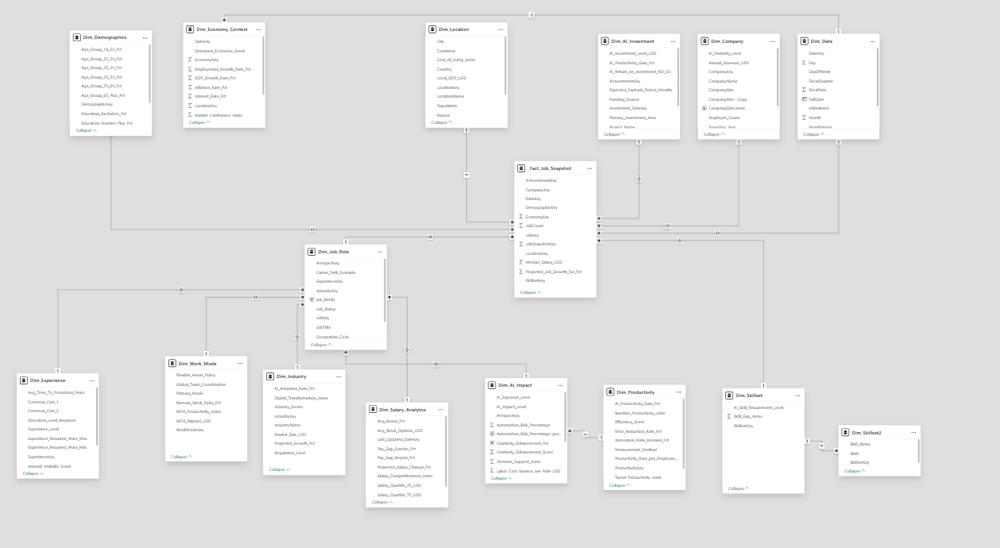 Dim_Demographics
Age_Group_18_24_Pct
Age_Group_25_34_Pct
Age_Group_35_44_Pct
Age_Group_45_54_Pct
Age_Group_55_64_Pct
Age_Group_65_Plus_Pct
DemographicKey
Education_Bachelors_Pct
Education_Masters_Plus_Pct
Collapse
Dim_Economy_Context
DateKey
Dominant_Economic_Event
EconomyKey
Employment_Growth_Rate_Pct
GDP_Growth_Rate_Pct
Inflation_Rate_Pct
Interest_Rate_Pct
LocationKey
Market_Confidence_Index
Collapse
Dim_Location
City
Continent
Cost_of_Living_Index
Country
Local_GDP_USD
LocationKey
LocationName
Population
Region
Collapse
Dim_AI_Investment
AI_Investment_Level_USD
AI_Productivity_Gain_Pct
AI_Return_on_Investment_ROI_Sc...
AIInvestmentKey
Expected_Payback_Period_Months
Funding_Source
Investment_DateKey
Primary_Investment_Area
Project_Name
Collapse
Dim_Company
AI_Maturity_Level
Annual_Revenue_USD
CompanyKey
CompanyName
CompanySize
CompanySize - Copy
CompanySizeLevels
Employee_Count
Founding_Year
Collapse
Dim_Date
DateKey
Day
DayOfWeek
FiscalQuarter
FiscalYear
FullDate
IsWeekend
Month
MonthName
Collapse
_Fact_Job_Snapshot
AIInvestmentKey
CompanyKey
DateKey
DemographicKey
EconomyKey
JobCount
JobKey
JobSnapshotKey
LocationKey
Median_Salary_USD
Projected_Job_Growth_5yr_Pct
SkillsetKey
Collapse
Dim_Job_Role
AIImpactKey
Career_Path_Example
ExperienceKey
IndustryKey
Job_Family
Job_Status
JobKey
JobTitle
Occupation_Code
Collapse
Dim_Experience
Avg_Time_To_Promotion_Years
Common_Cert_1
Common_Cert_2
Education_Level_Required
Experience_Level
Experience_Required_Years_Max
Experience_Required_Years_Min
ExperienceKey
Internal_Mobility_Score
Collapse
Dim_Work_Mode
Flexible_Hours_Policy
Global_Team_Coordination
Primary_Mode
Remote_Work_Ratio_Pct
WFH_Productivity_Index
WFH_Stipend_USD
WorkModeKey
Collapse
Dim_Industry
AI_Adoption_Rate_Pct
Digital_Transformation_Index
Industry_Sector
IndustryKey
IndustryName
Market_Size_USD
Projected_Growth_Pct
Regulation_Level
Collapse
Dim_Salary_Analytics
Avg_Bonus_Pct
Avg_Stock_Options_USD
Last_Updated_DateKey
Pay_Gap_Gender_Pct
Pay_Gap_Region_Pct
Projected_Salary_Change_Pct
Salary_Competitiveness_Index
Salary_Quartile_25_USD
Salary_Quartile_75_USD
Collapse
Dim_AI_Impact
AI_Exposure_Level
AI_Impact_Level
AIImpactKey
Automation_Risk_Percentage
Automation_Risk_Percentage (gro...
Creativity_Enhancement_Pct
Creativity_Enhancement_Score
Decision_Support_Index
Labor_Cost_Savings_per_Role_USD
Collapse
Dim_Productivity
AI_Productivity_Gain_Pct
Baseline_Productivity_Units
Efficiency_Score
Error_Reduction_Rate_Pct
Innovation_Rate_Increase_Pct
Measurement_Method
Productivity_Gain_per_Employee_...
ProductivityKey
Target_Productivity_Units
Collapse
Dim_Skillset
AI_Skill_Requirement_Level
Skill_Gap_Index
SkillsetKey
Collapse
Dim_Skillset2
Skill_Status
Skills
SkillsetKey
Collapse